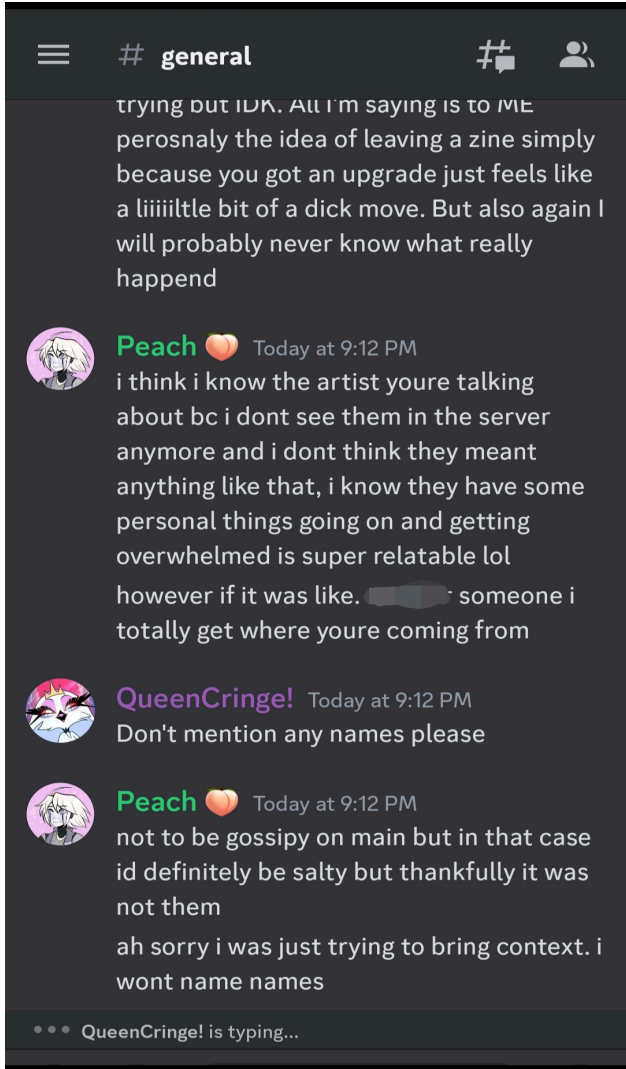 # general
trying but IDK. All I'm saying is to ME
perosnaly the idea of leaving a zine simply
because you got an upgrade just feels like
a liiiiiltle bit of a dick move. But also again I
will probably never know what really
happend
Peach 🍑 Today at 9:12 PM
i think i know the artist youre talking
about bc i dont see them in the server
anymore and i dont think they meant
anything like that, i know they have some
personal things going on and getting
overwhelmed is super relatable lol
however if it was like. someone i
totally get where youre coming from
QueenCringe! Today at 9:12 PM
Don't mention any names please
Peach 🍑 Today at 9:12 PM
not to be gossipy on main but in that case
id definitely be salty but thankfully it was
not them
ah sorry i was just trying to bring context. i
wont name names
QueenCringe! is typing...